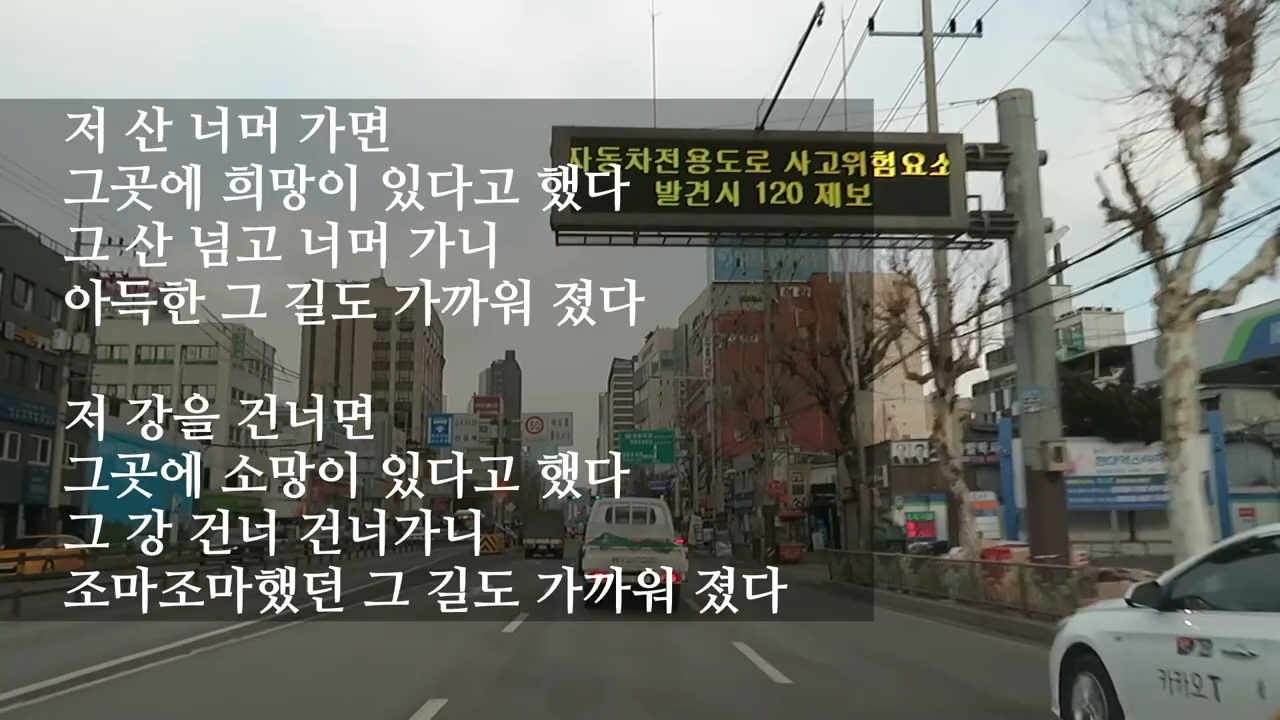 저 산 너머 가면
그곳에 희망이 있다고 했다
그 산 넘고 너머 가니
아득한 그 길도 가까워 졌다
저 강을 건너면
그곳에 소망이 있다고 했다
그 강 건너 건너가니
조마조마했던 그 길도 가까워 졌다
자동차전용도로 사고위험요소
발견시 120 제보
카카오T